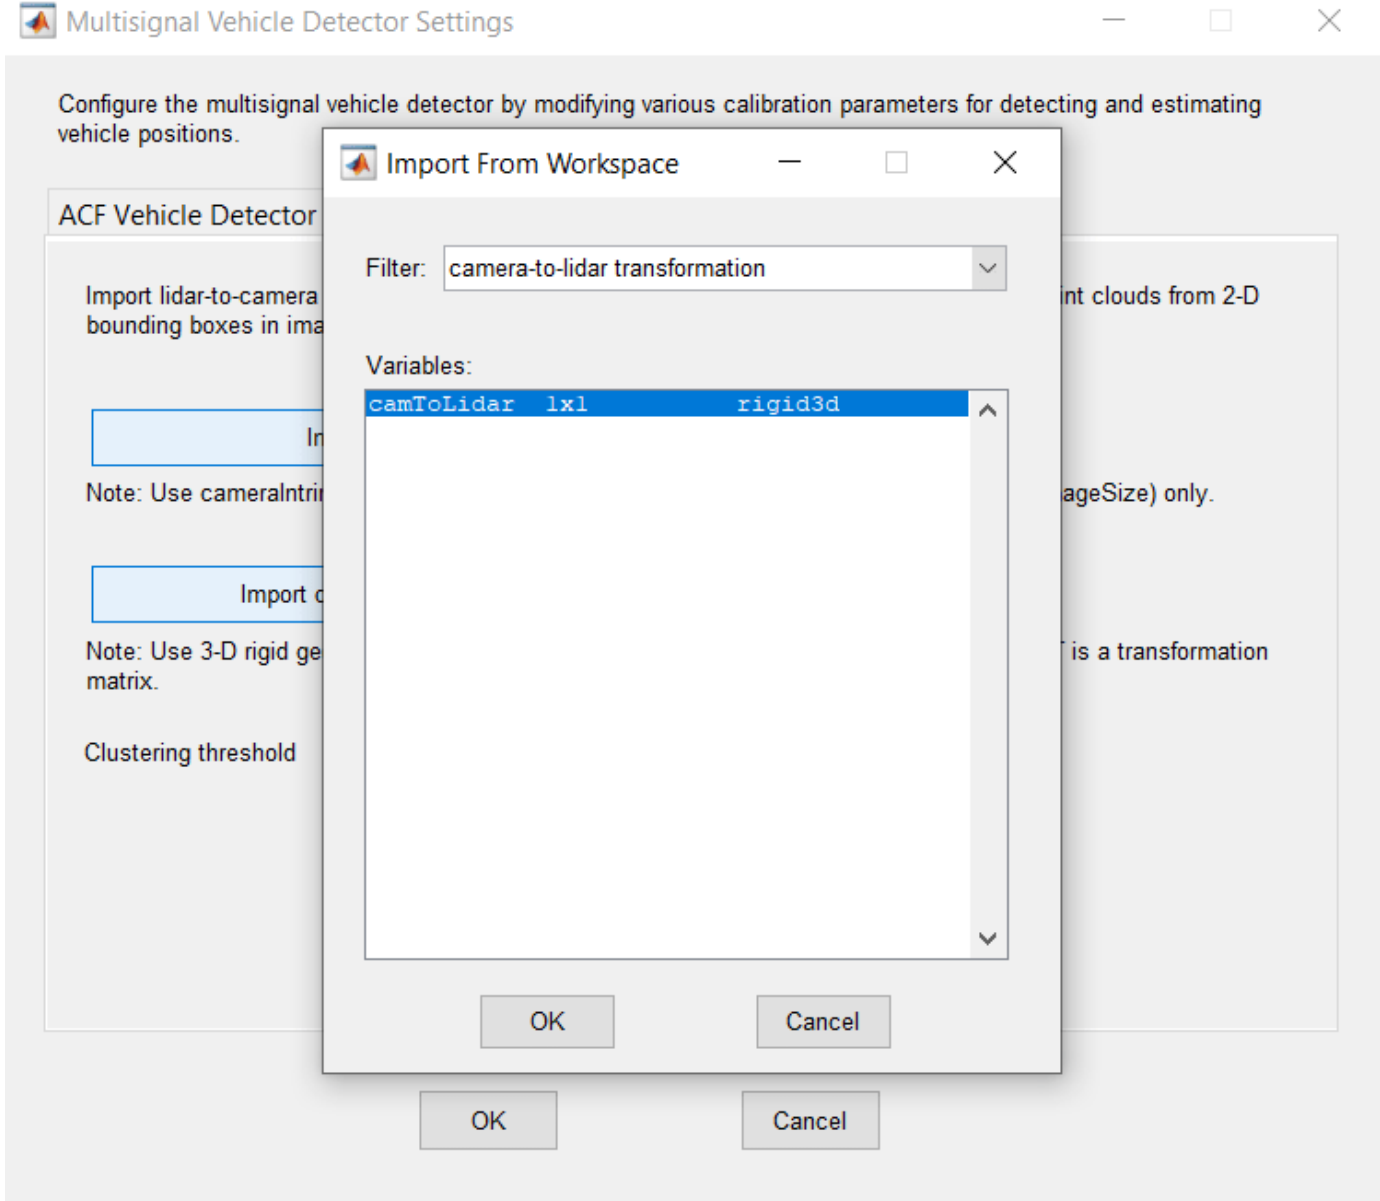 Multisignal Vehicle Detector Settings
Configure the multisignal vehicle detector by modifying various calibration parameters for detecting and estimating
vehicle positions.
Import From Workspace
ACF Vehicle Detector
Filter: camera-to-lidar transformation
Import lidar-to-camera
int clouds from 2-D
bounding boxes in ima
Variables:
camToLidar 1x1 rigid3d
In
Note: Use cameraIntrin
ageSize) only.
Import c
Note: Use 3-D rigid ge
is a transformation
matrix.
Clustering threshold
OK Cancel
OK Cancel